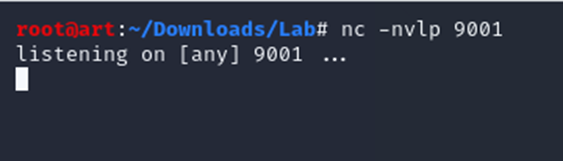 root@art:~/Downloads/Lab# nc -nvlp 9001
listening on [any] 9001 ...